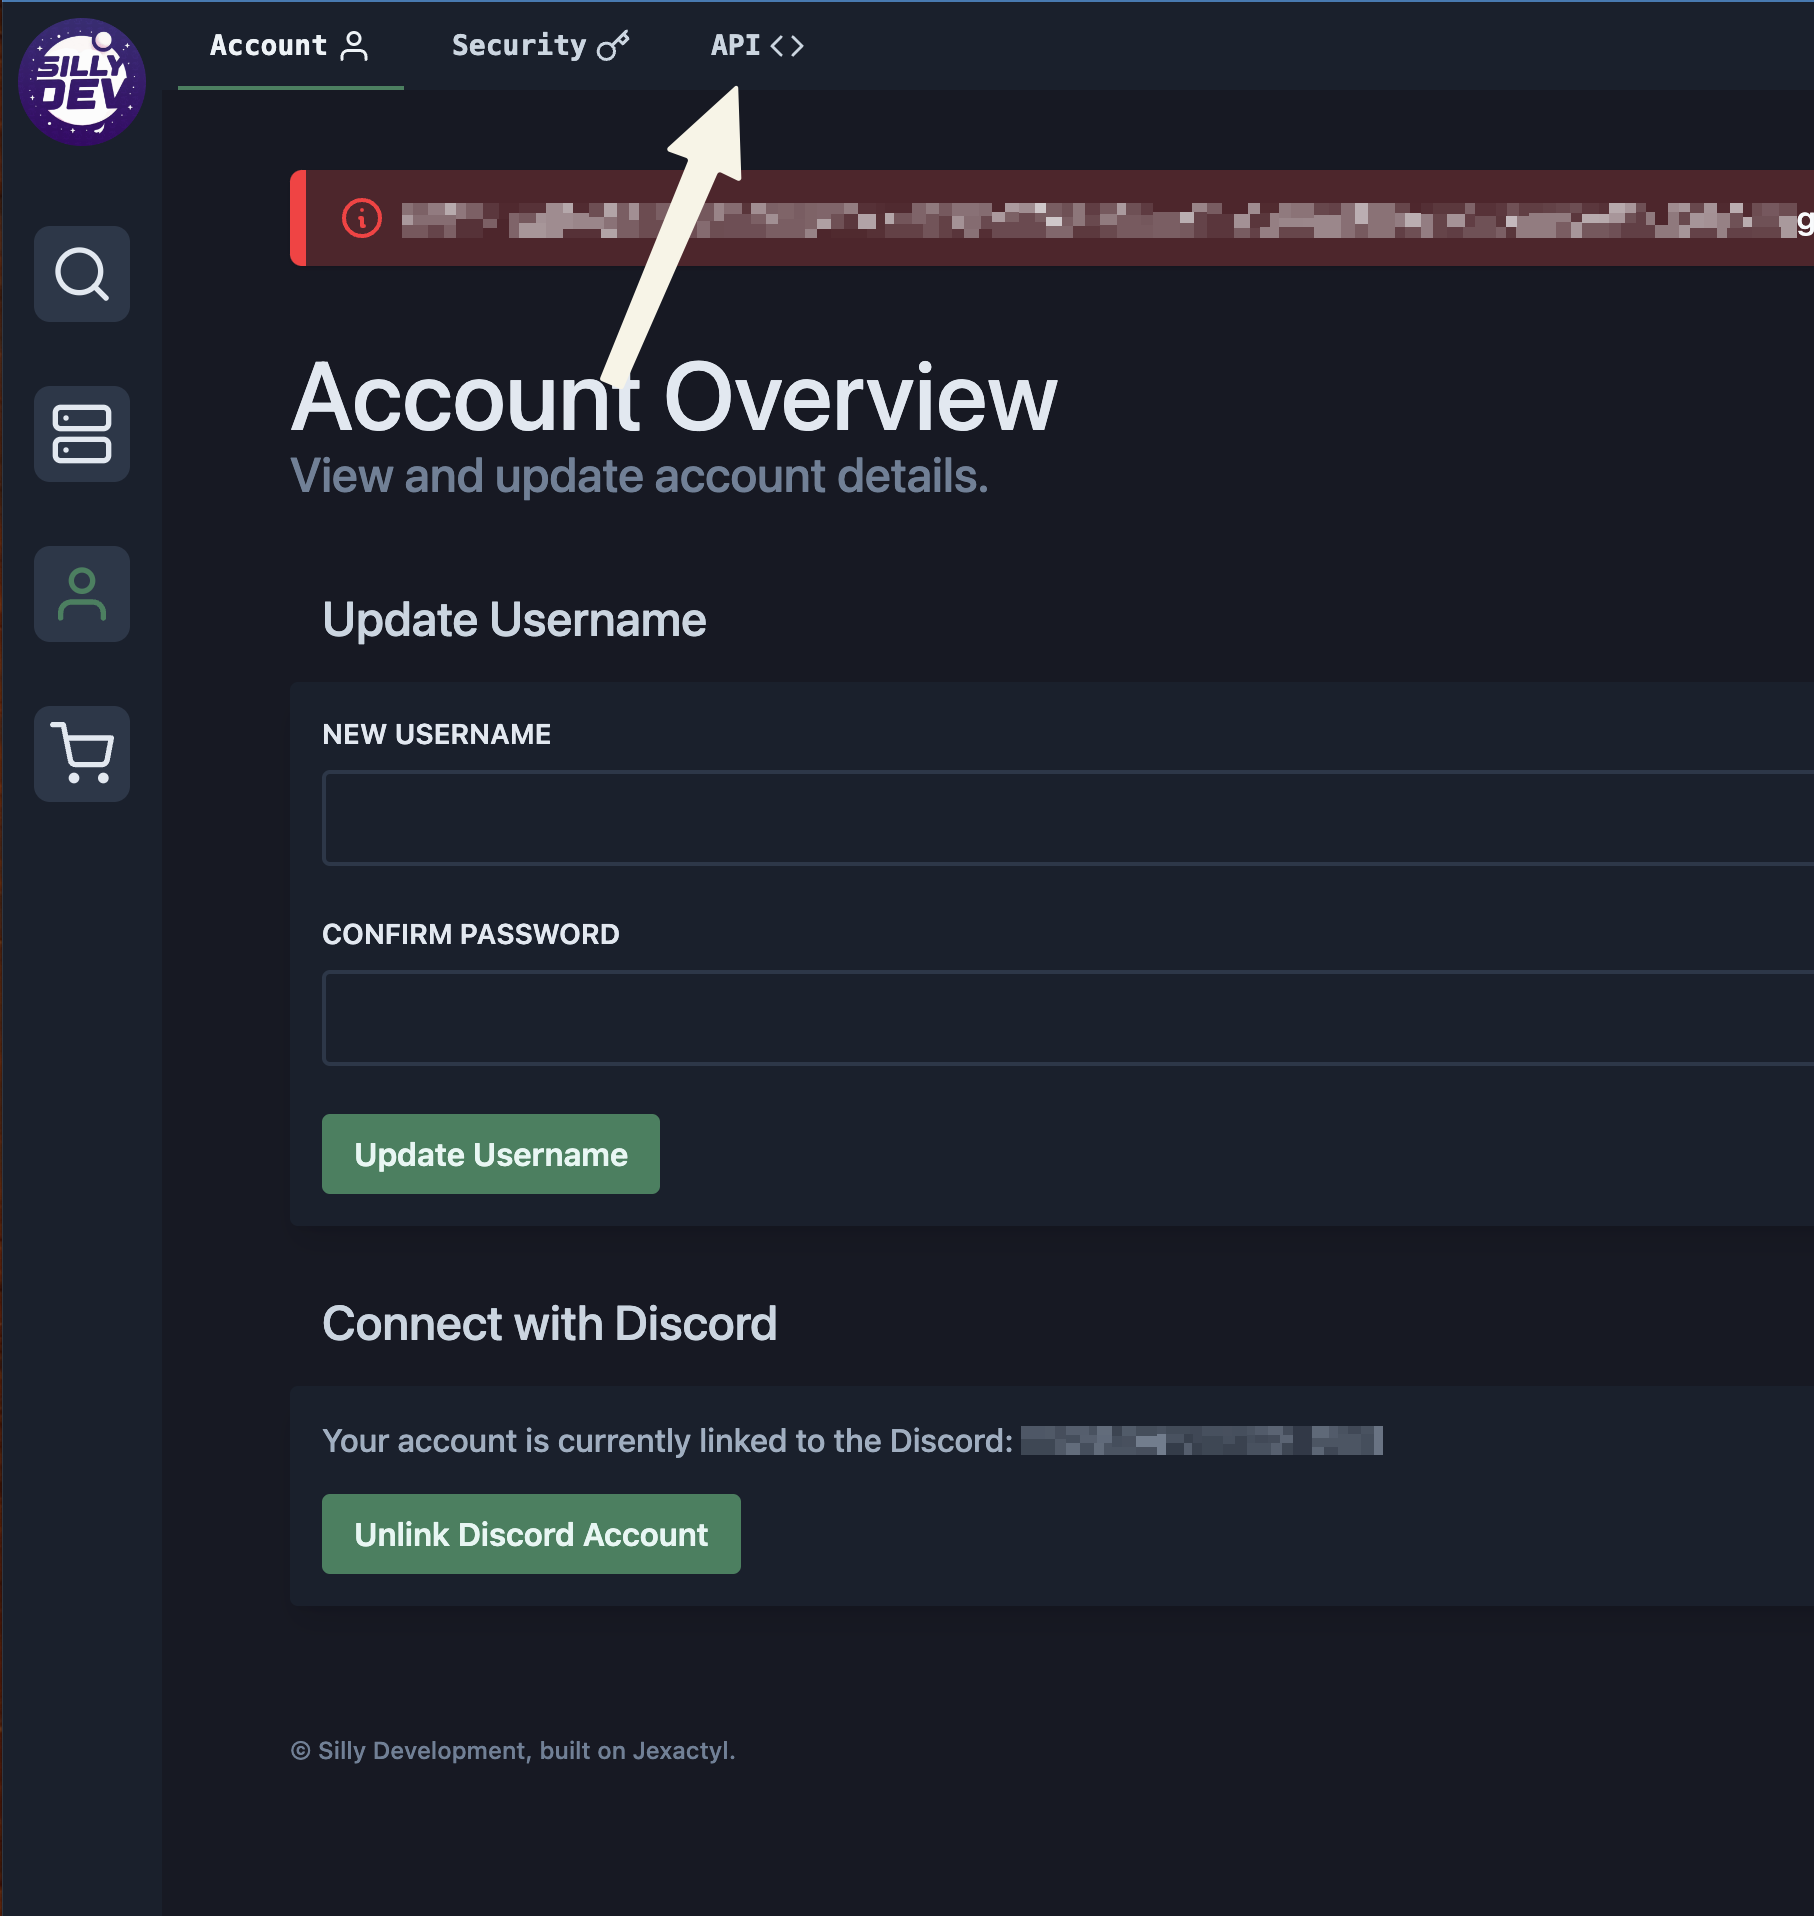 SILLY
DEV
Account
Security
API
Account Overview
View and update account details.
Update Username
NEW USERNAME
CONFIRM PASSWORD
Update Username
Connect with Discord
Your account is currently linked to the Discord:
Unlink Discord Account
© Silly Development, built on Jexactyl.